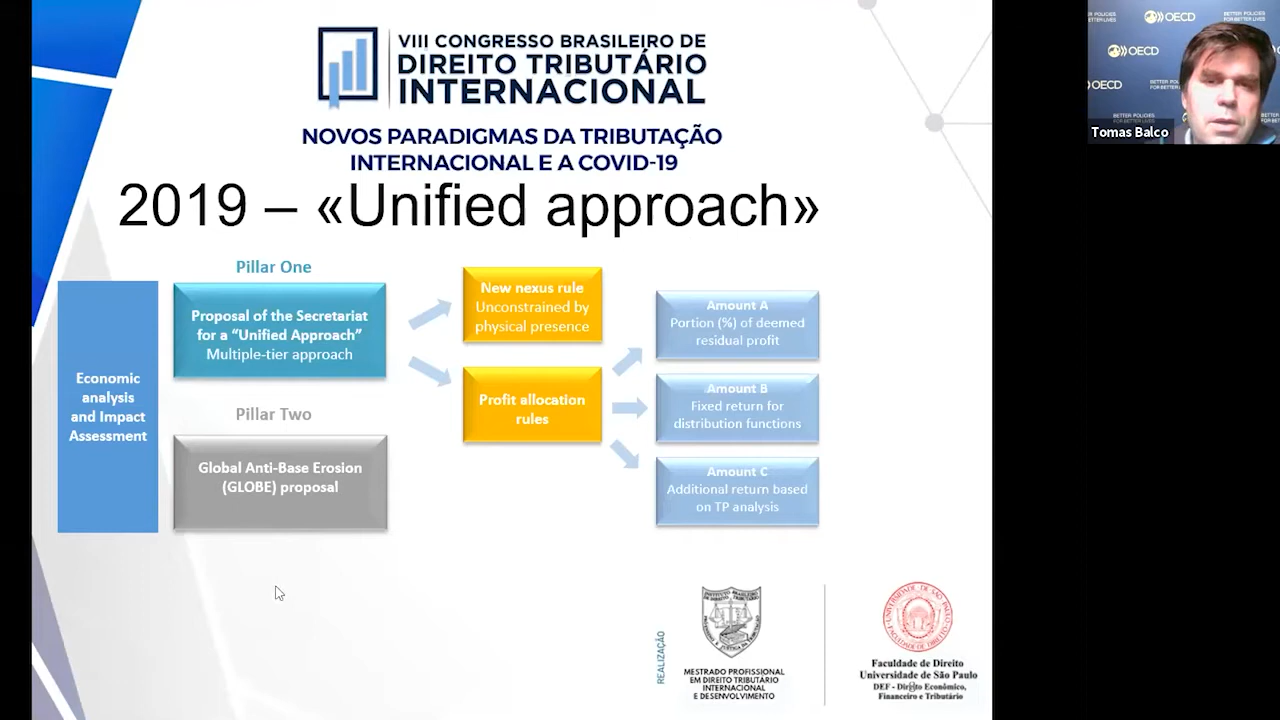 VIII CONGRESSO BRASILEIRO DE
DIREITO TRIBUTÁRIO
INTERNACIONAL
NOVOS PARADIGMAS DA TRIBUTAÇÃO
INTERNACIONAL E A COVID-19
2019 – «Unified approach»
Economic
analysis
and Impact
Assessment
Pillar One
Proposal of the Secretariat
for a “Unified Approach”
Multiple-tier approach
Pillar Two
Global Anti-Base Erosion
(GLOBE) proposal
New nexus rule
Unconstrained by
physical presence
Profit allocation
rules
Amount A
Portion (%) of deemed
residual profit
Amount B
Fixed return for
distribution functions
Amount C
Additional return based
on TP analysis
REALIZAÇÃO
MESTRADO PROFISSIONAL
EM DIREITO TRIBUTÁRIO
INTERNACIONAL
E DESENVOLVIMENTO
Faculdade de Direito
Universidade de São Paulo
DEF - Direito Econômico,
Financeiro e Tributário
OECD
OECD
OECD
Tomas Balco